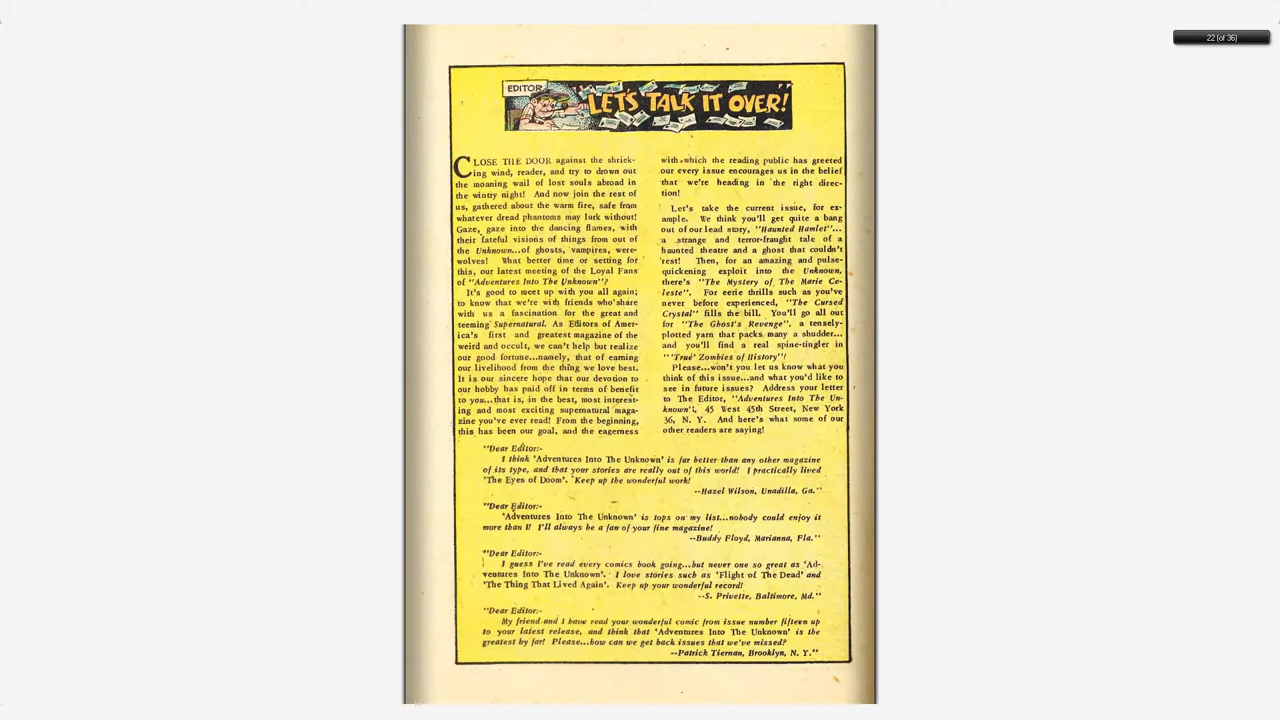 22 (of 36)
EDITOR
LET'S TALK IT OVER!
CLOSE THE DOOR against the shriek-
ing wind, reader, and try to drown out
the moaning wail of lost souls abroad in
the wintry night! And now join the rest of
us, gathered about the warm fire, safe from
whatever dread phantoms may lurk without!
Gaze, gaze into the dancing flames, with
their fateful visions of things from out of
the Unknown...of ghosts, vampires, were-
wolves! What better time or setting for
this, our latest meeting of the Loyal Fans
of "Adventures Into The Unknown"?
It's good to meet up with you all again;
to know that we're with friends who share
with us a fascination for the great and
teeming Supernatural. As Editors of Amer-
ica's first and greatest magazine of the
weird and occult, we can't help but realize
our good fortune...namely, that of earning
our livelihood from the thing we love best.
It is our sincere hope that our devotion to
our hobby has paid off in terms of benefit
to you...that is, in the best, most interest-
ing and most exciting supernatural maga-
zine you've ever read! From the beginning,
this has been our goal, and the eagerness
with which the reading public has greeted
our every issue encourages us in the belief
that we're heading in the right direc-
tion!
Let's take the current issue, for ex-
ample. We think you'll get quite a bang
out of our lead story, "Haunted Hamlet"...
a strange and terror-fraught tale of a
haunted theatre and a ghost that couldn't
rest! Then, for an amazing and pulse-
quickening exploit into the Unknown,
there's "The Mystery of The Marie Ce-
leste". For eerie thrills such as you've
never before experienced, "The Cursed
Crystal" fills the bill. You'll go all out
for "The Ghost's Revenge", a tensely-
plotted yarn that packs many a shudder...
and you'll find a real spine-tingler in
"'True' Zombies of History"!
Please...won't you let us know what you
think of this issue...and what you'd like to
see in future issues? Address your letter
to The Editor, "Adventures Into The Un-
known", 45 West 45th Street, New York
36, N. Y. And here's what some of our
other readers are saying!
"Dear Editor:-
I think 'Adventures Into The Unknown' is far better than any other magazine
of its type, and that your stories are really out of this world! I practically lived
'The Eyes of Doom'. Keep up the wonderful work!
--Hazel Wilson, Unadilla, Ga."
"Dear Editor:-
'Adventures Into The Unknown' is tops on my list...nobody could enjoy it
more than I! I'll always be a fan of your fine magazine!
--Buddy Floyd, Marianna, Fla."
"Dear Editor:-
I guess I've read every comics book going...but never one so great as 'Ad-
ventures Into The Unknown'. I love stories such as 'Flight of The Dead' and
'The Thing That Lived Again'. Keep up your wonderful record!
--S. Privette, Baltimore, Md."
"Dear Editor:-
My friend and I have read your wonderful comic from issue number fifteen up
to your latest release, and think that 'Adventures Into The Unknown' is the
greatest by far! Please...how can we get back issues that we've missed?
--Patrick Tiernan, Brooklyn, N. Y."